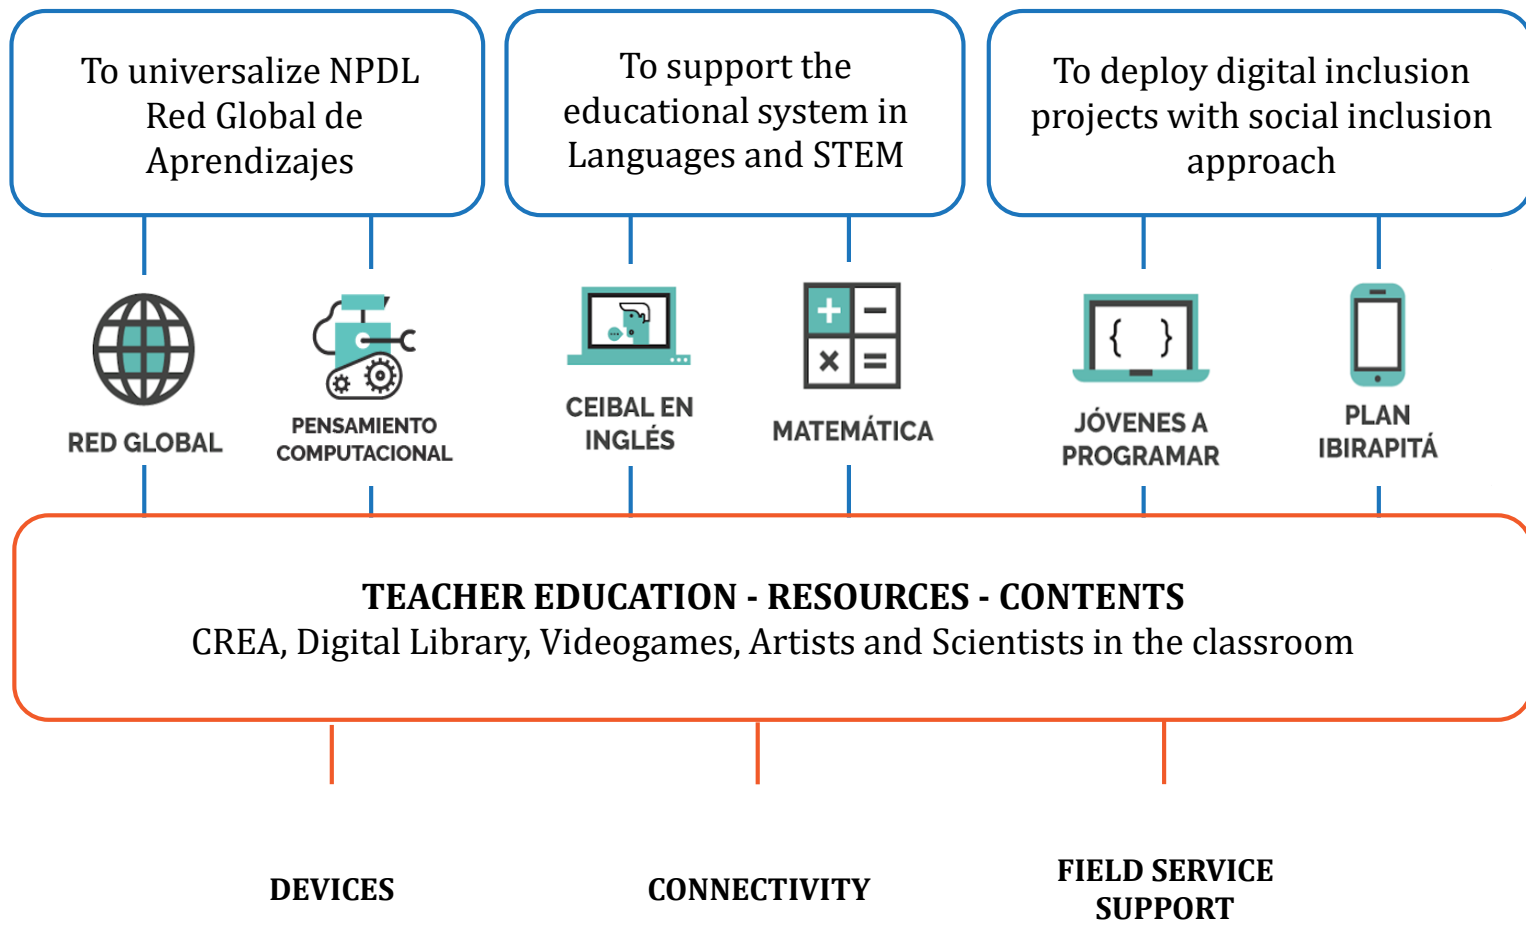 To universalize NPDL
Red Global de
Aprendizajes
To support the
educational system in
Languages and STEM
To deploy digital inclusion
projects with social inclusion
approach
RED GLOBAL
PENSAMIENTO
COMPUTACIONAL
CEIBAL EN
INGLÉS
MATEMÁTICA
JÓVENES A
PROGRAMAR
PLAN
IBIRAPITÁ
TEACHER EDUCATION - RESOURCES - CONTENTS
CREA, Digital Library, Videogames, Artists and Scientists in the classroom
DEVICES
CONNECTIVITY
FIELD SERVICE
SUPPORT